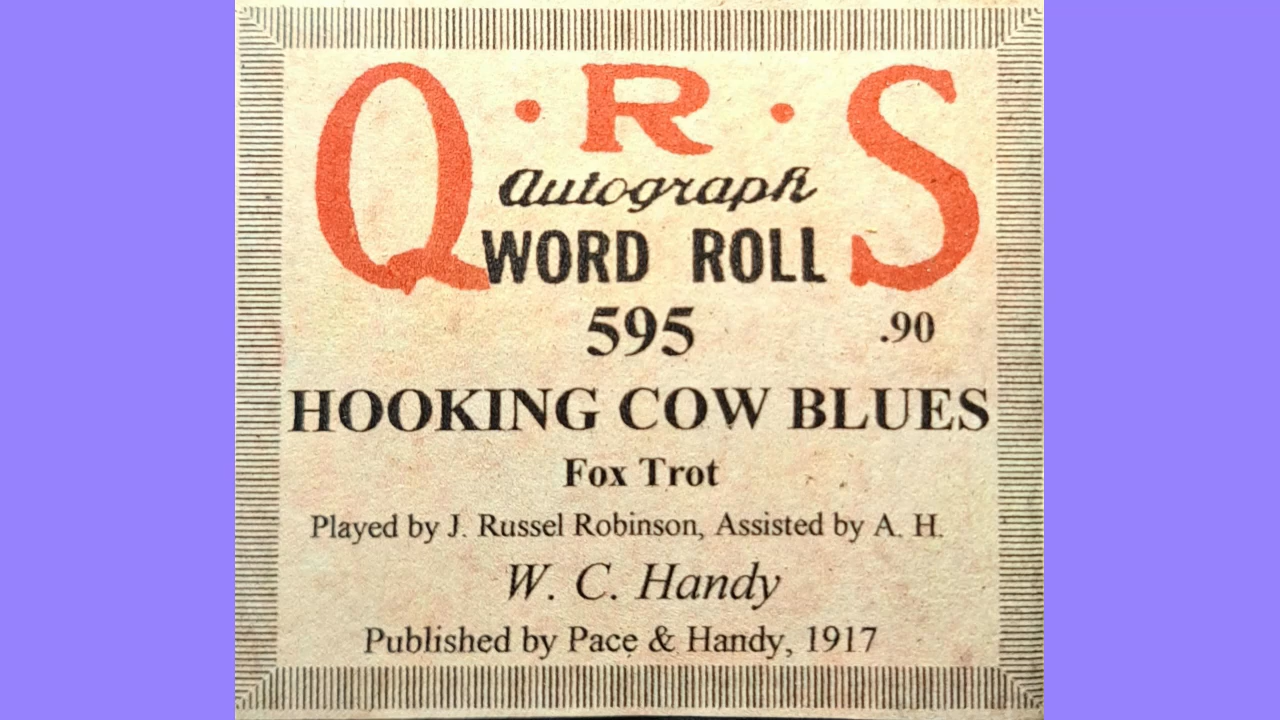 Q·R·S
Autograph
WORD ROLL
595 .90
HOOKING COW BLUES
Fox Trot
Played by J. Russel Robinson, Assisted by A. H.
W. C. Handy
Published by Pace & Handy, 1917